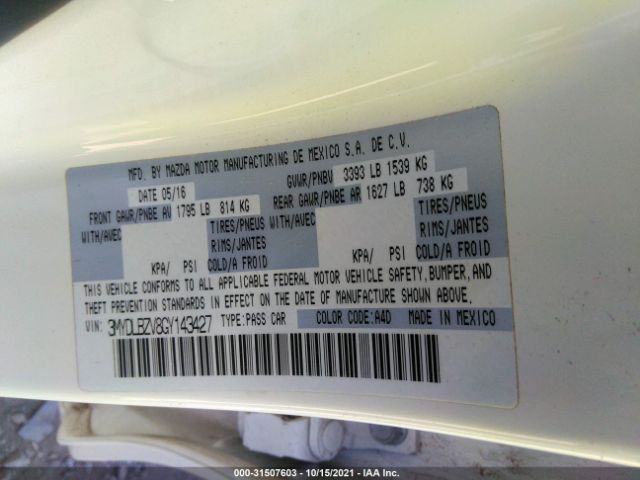 MFD. BY MAZDA MOTOR MANUFACTURING DE MEXICO S.A. DE C.V.
DATE 05/16 GVWR/PNBV 3393 LB 1539 KG
FRONT GAWR/PNBE AV 1795 LB 814 KG REAR GAWR/PNBE AR 1627 LB 738 KG
WITH/AVEC TIRES/PNEUS WITH/AVEC TIRES/PNEUS
RIMS/JANTES RIMS/JANTES
KPA/ PSI COLD/A FROID KPA/ PSI COLD/A FROID
THIS VEHICLE CONFORMS TO ALL APPLICABLE FEDERAL MOTOR VEHICLE SAFETY, BUMPER, AND
THEFT PREVENTION STANDARDS IN EFFECT ON THE DATE OF MANUFACTURE SHOWN ABOVE.
VIN: 3MYDLBZV8GY143427 TYPE:PASS CAR COLOR CODE:A4D MADE IN MEXICO
000-31507603 - 10/15/2021 - IAA Inc.